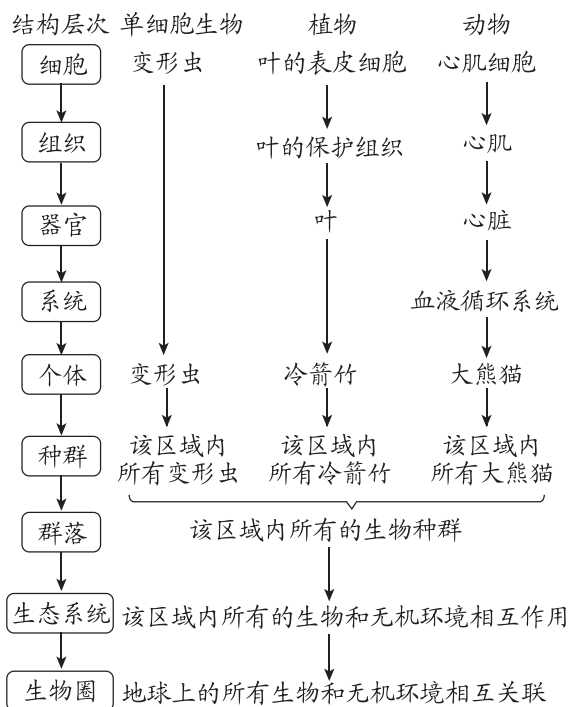 结构层次 单细胞生物 植物 动物
细胞 变形虫 叶的表皮细胞 心肌细胞
组织 叶的保护组织 心肌
器官 叶 心脏
系统 血液循环系统
个体 变形虫 冷箭竹 大熊猫
种群 该区域内 该区域内 该区域内
所有变形虫 所有冷箭竹 所有大熊猫
群落 该区域内所有的生物种群
生态系统 该区域内所有的生物和无机环境相互作用
生物圈 地球上的所有生物和无机环境相互关联